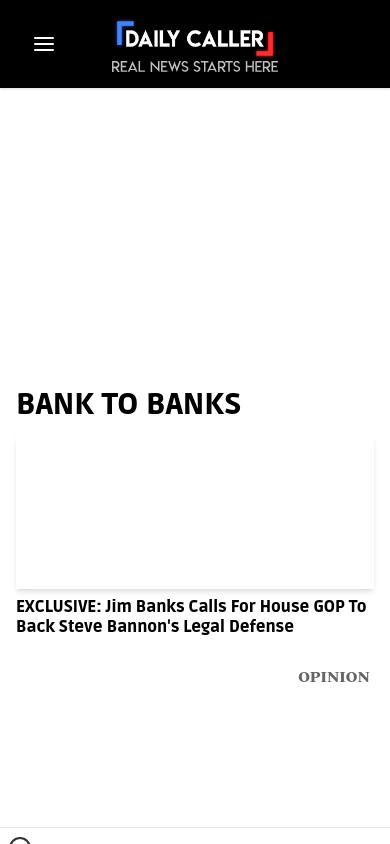 DAILY CALLER
REAL NEWS STARTS HERE
BANK TO BANKS
EXCLUSIVE: Jim Banks Calls For House GOP To
Back Steve Bannon's Legal Defense
OPINION